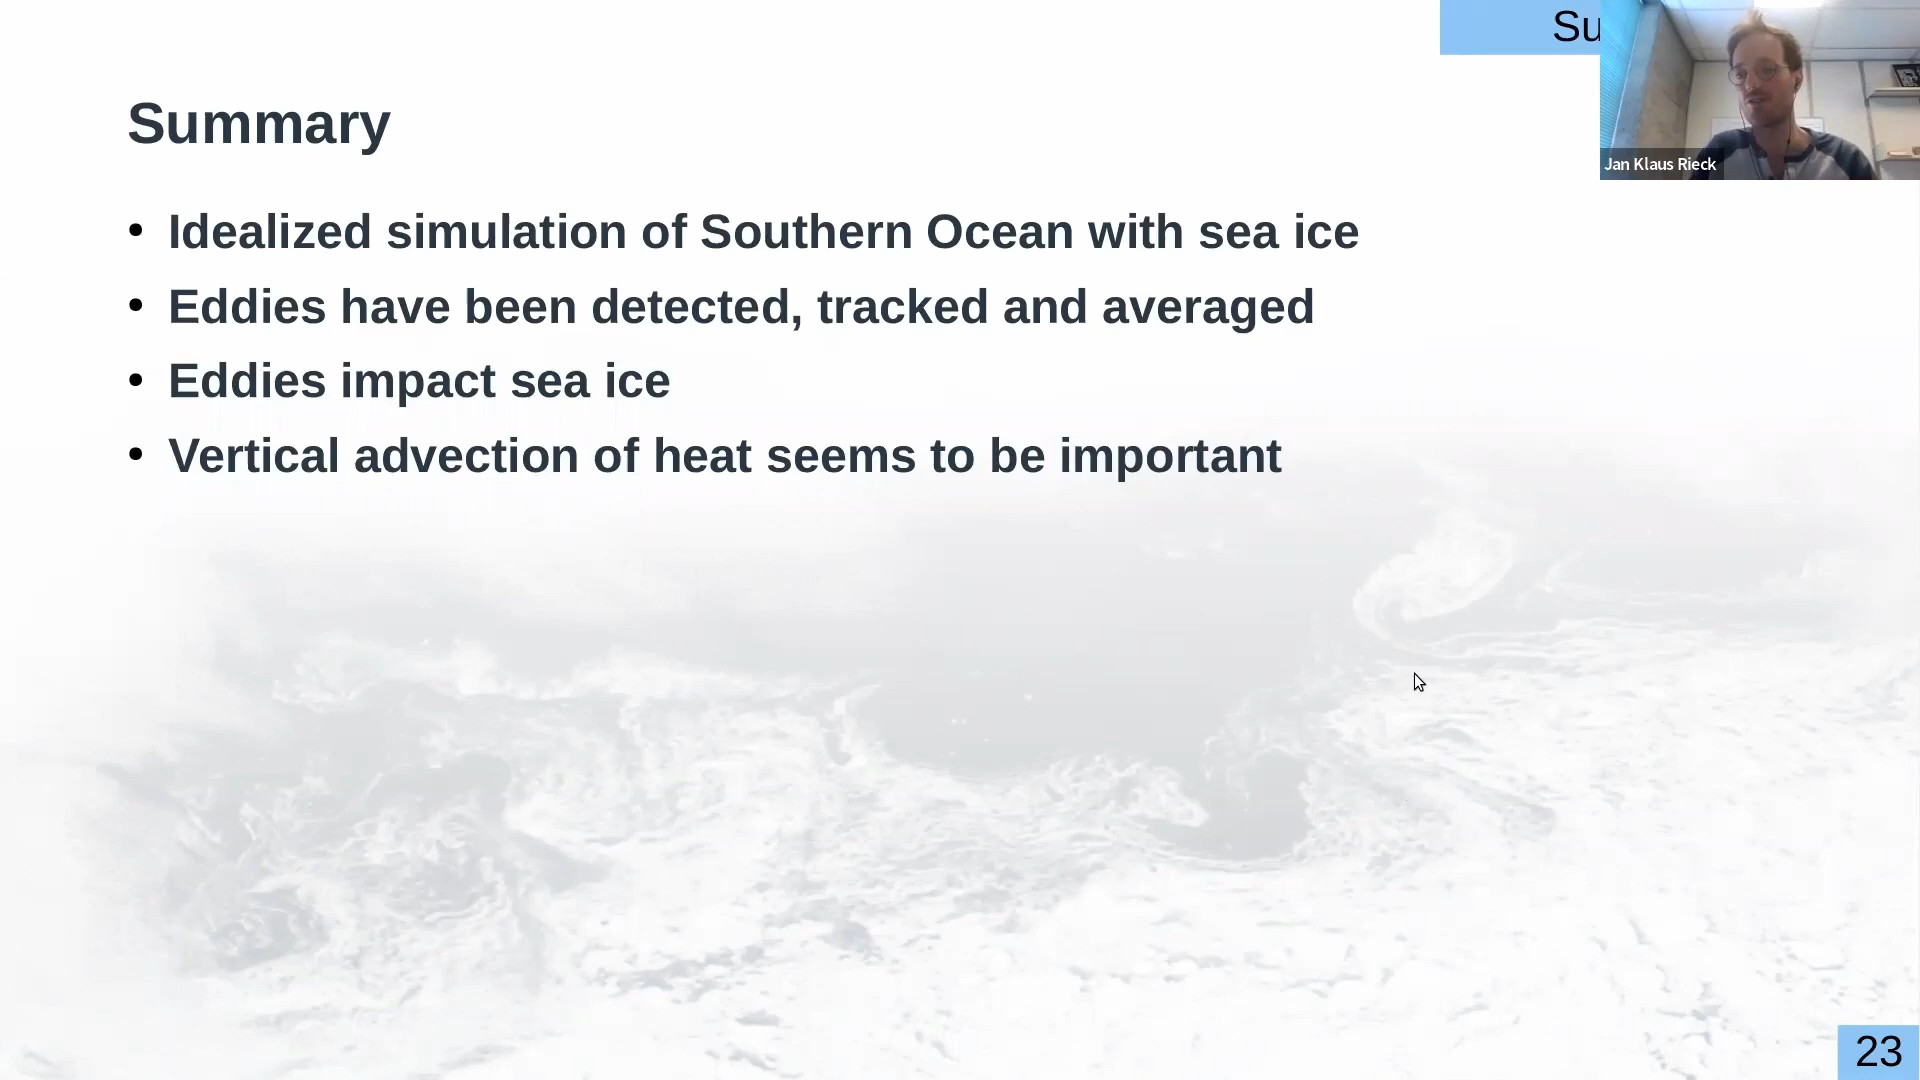 Su
Jan Klaus Rieck
Summary
• Idealized simulation of Southern Ocean with sea ice
• Eddies have been detected, tracked and averaged
• Eddies impact sea ice
• Vertical advection of heat seems to be important
23